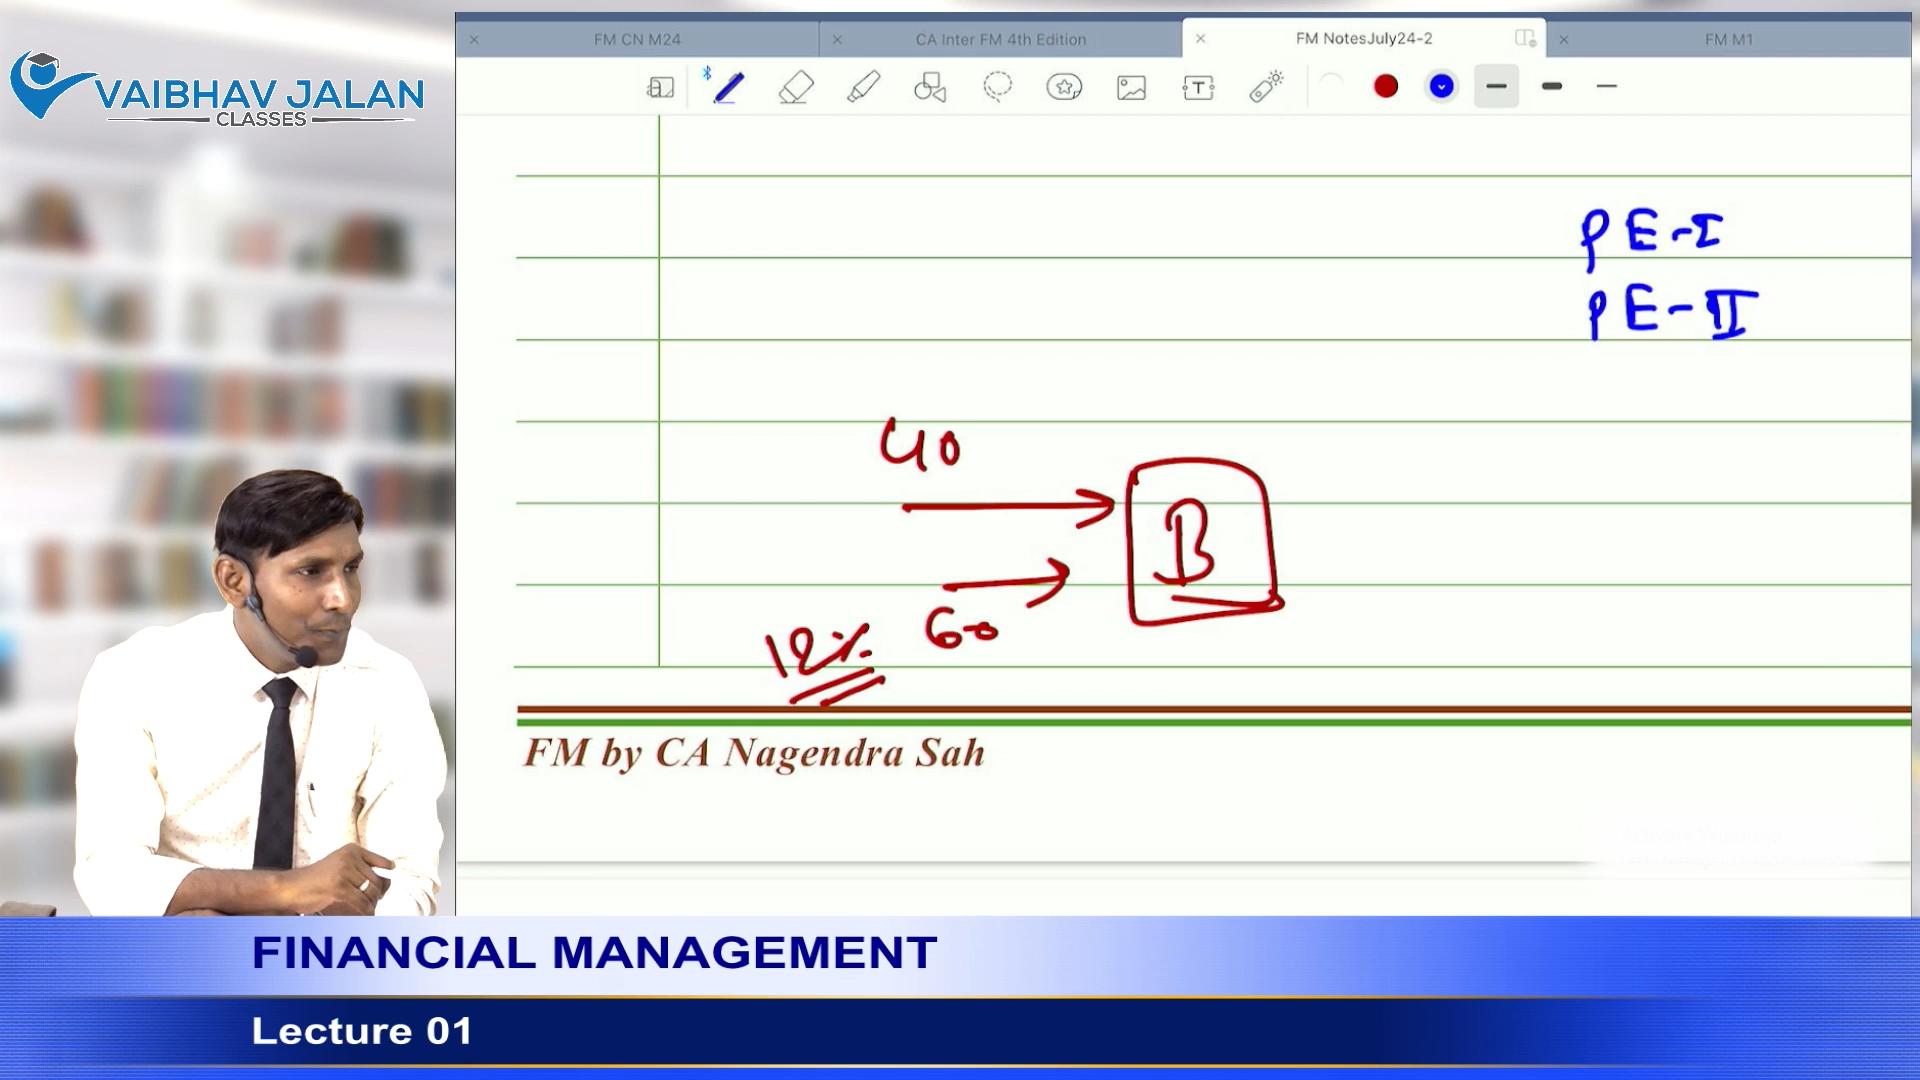 VAIBHAV JALAN
CLASSES
FM CN M24
CA Inter FM 4th Edition
FM NotesJuly24-2
FM M1
T
PE-I
PE-II
40
B
60
12%
FM by CA Nagendra Sah
FINANCIAL MANAGEMENT
Lecture 01